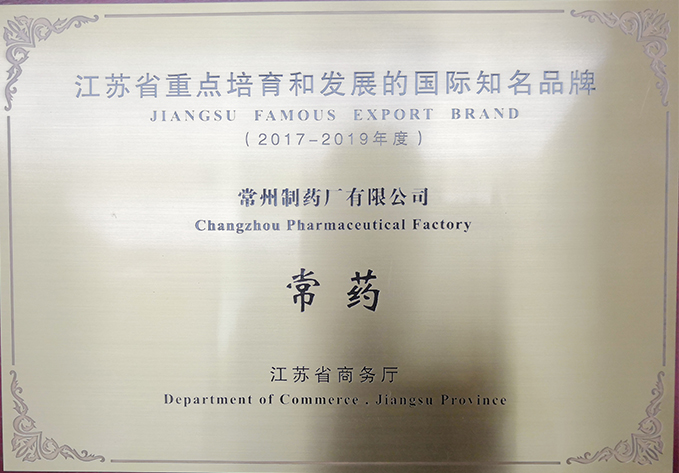 江苏省重点培育和发展的国际知名品牌
JIANGSU FAMOUS EXPORT BRAND
（2017-2019年度）
常州制药厂有限公司
Changzhou Pharmaceutical Factory
常药
江苏省商务厅
Department of Commerce . Jiangsu Province